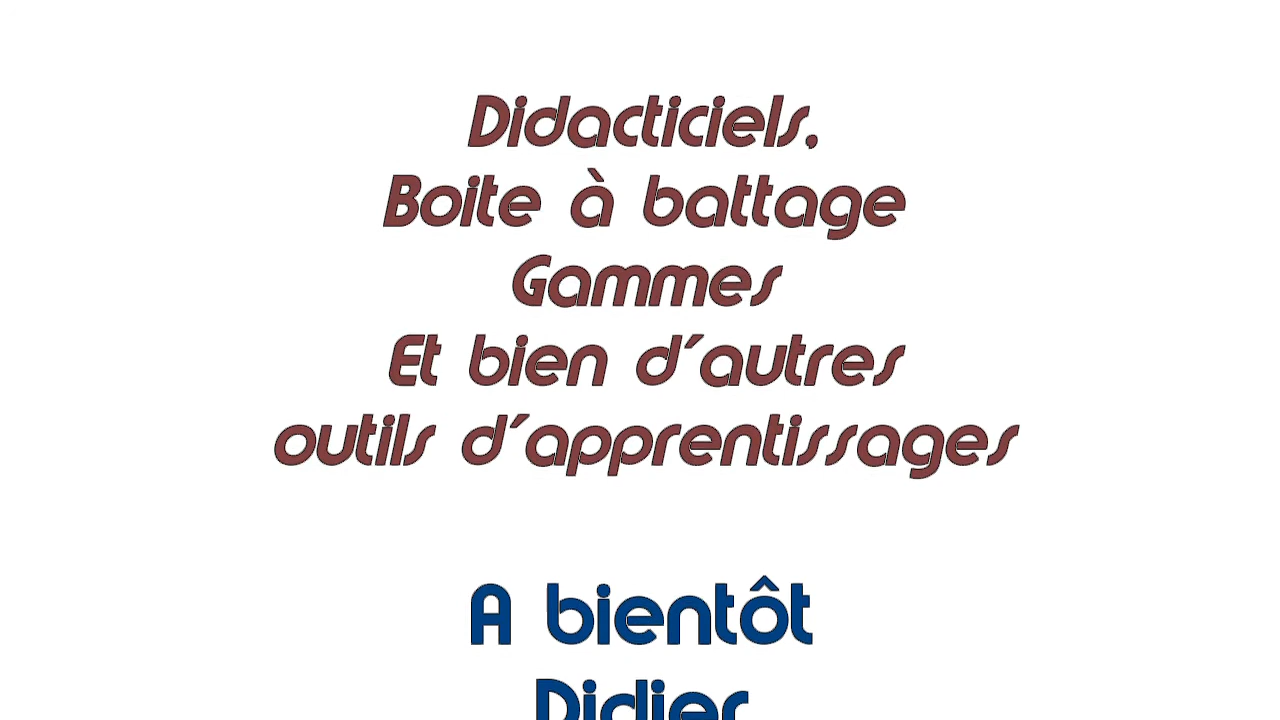 Didacticiels,
Boite à battage
Gammes
Et bien d'autres
outils d'apprentissages
A bientôt
Didier